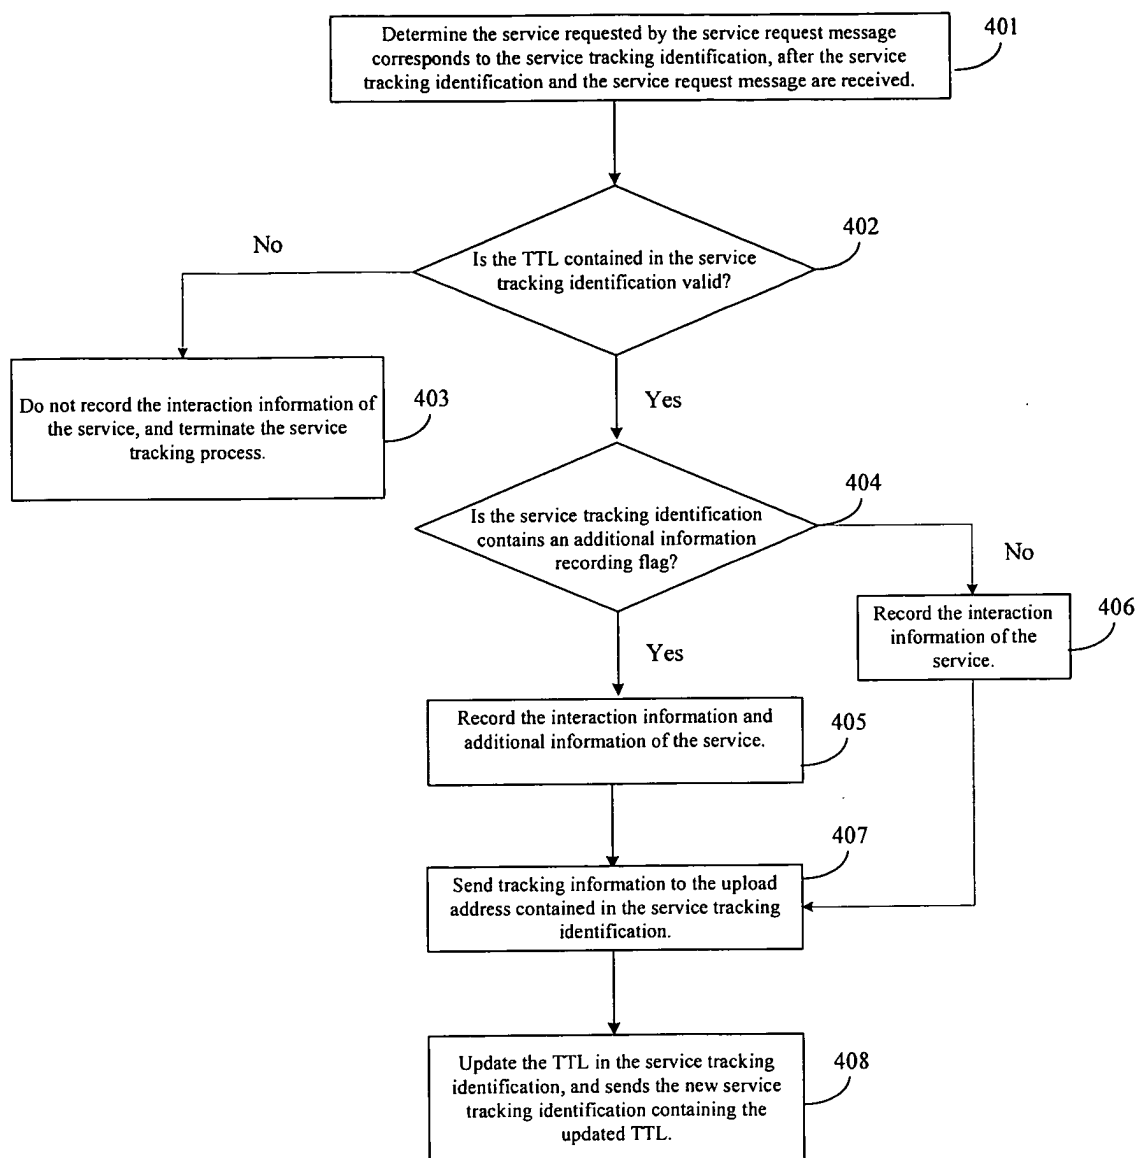 Determine the service requested by the service request message
corresponds to the service tracking identification, after the service
tracking identification and the service request message are received.
401
Is the TTL contained in the service
tracking identification valid?
402
No
Do not record the interaction information of
the service, and terminate the service
tracking process.
403
Yes
Is the service tracking identification
contains an additional information
recording flag?
404
No
Record the interaction
information of the
service.
406
Yes
Record the interaction information and
additional information of the service.
405
Send tracking information to the upload
address contained in the service tracking
identification.
407
Update the TTL in the service tracking
identification, and sends the new service
tracking identification containing the
updated TTL.
408